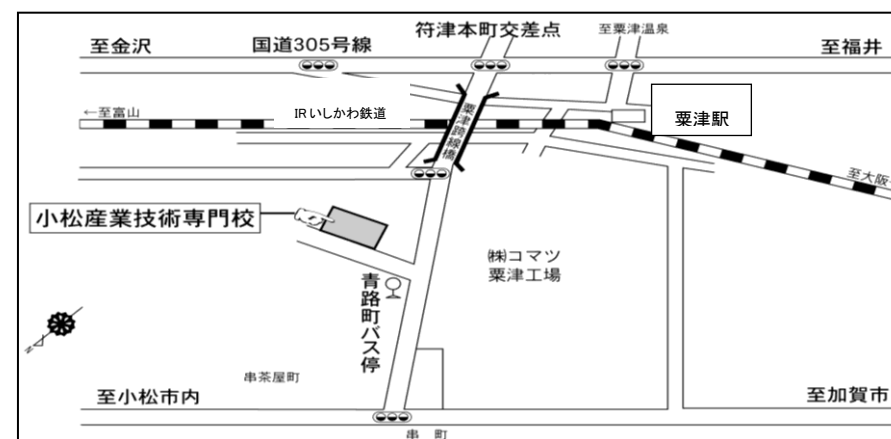 符津本町交差点
至粟津温泉
至金沢
国道305号線
至福井
←至富山
IRいしかわ鉄道
粟津跨線橋
粟津駅
至大阪
小松産業技術専門校
㈱コマツ
粟津工場
青路町バス停
N
串茶屋町
至小松市内
至加賀市
串 町